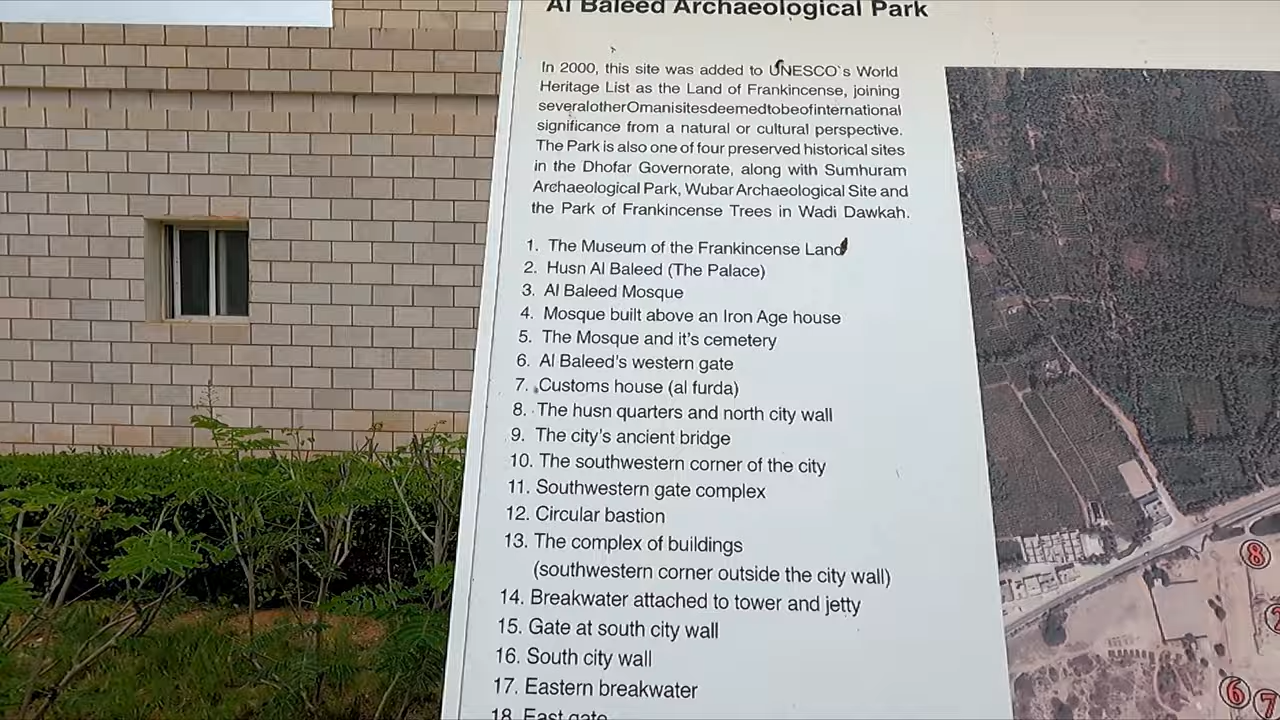 Al Baleed Archaeological Park
In 2000, this site was added to UNESCO`s World
Heritage List as the Land of Frankincense, joining
severalotherOmanisitesdeemedtobeofinternational
significance from a natural or cultural perspective.
The Park is also one of four preserved historical sites
in the Dhofar Governorate, along with Sumhuram
Archaeological Park, Wubar Archaeological Site and
the Park of Frankincense Trees in Wadi Dawkah.
1. The Museum of the Frankincense Land
2. Husn Al Baleed (The Palace)
3. Al Baleed Mosque
4. Mosque built above an Iron Age house
5. The Mosque and it's cemetery
6. Al Baleed's western gate
7. Customs house (al furda)
8. The husn quarters and north city wall
9. The city's ancient bridge
10. The southwestern corner of the city
11. Southwestern gate complex
12. Circular bastion
13. The complex of buildings
(southwestern corner outside the city wall)
14. Breakwater attached to tower and jetty
15. Gate at south city wall
16. South city wall
17. Eastern breakwater
18. East gate
8
2
6
7